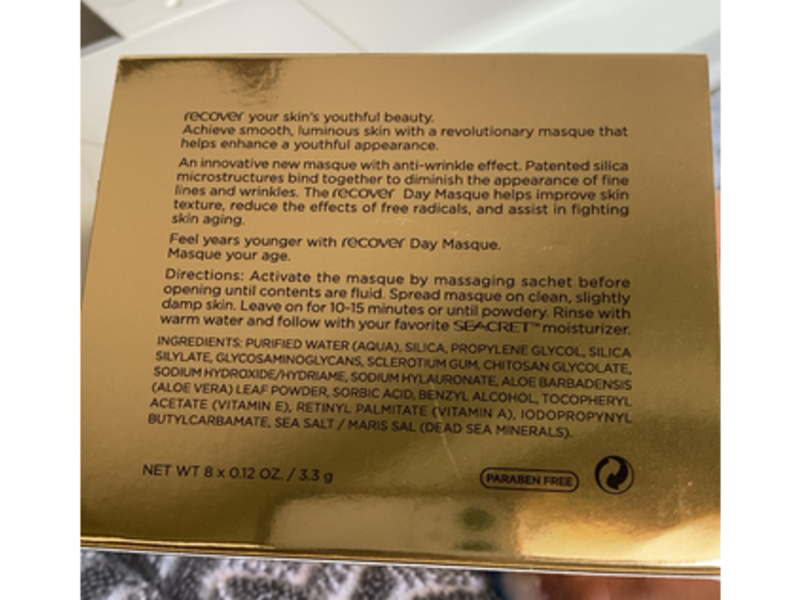 recover your skin's youthful beauty.
Achieve smooth, luminous skin with a revolutionary masque that
helps enhance a youthful appearance.
An innovative new masque with anti-wrinkle effect. Patented silica
microstructures bind together to diminish the appearance of fine
lines and wrinkles. The recover Day Masque helps improve skin
texture, reduce the effects of free radicals, and assist in fighting
skin aging.
Feel years younger with recover Day Masque.
Masque your age.
Directions: Activate the masque by massaging sachet before
opening until contents are fluid. Spread masque on clean, slightly
damp skin. Leave on for 10-15 minutes or until powdery. Rinse with
warm water and follow with your favorite SEACRET™ moisturizer.
INGREDIENTS: PURIFIED WATER (AQUA), SILICA, PROPYLENE GLYCOL, SILICA
SILYLATE, GLYCOSAMINOGLYCANS, SCLEROTIUM GUM, CHITOSAN GLYCOLATE,
SODIUM HYDROXIDE/HYDRIAME, SODIUM HYLAURONATE, ALOE BARBADENSIS
(ALOE VERA) LEAF POWDER, SORBIC ACID, BENZYL ALCOHOL, TOCOPHERYL
ACETATE (VITAMIN E), RETINYL PALMITATE (VITAMIN A), IODOPROPYNYL
BUTYLCARBAMATE, SEA SALT / MARIS SAL (DEAD SEA MINERALS).
NET WT 8 x 0.12 OZ. / 3.3 g
PARABEN FREE